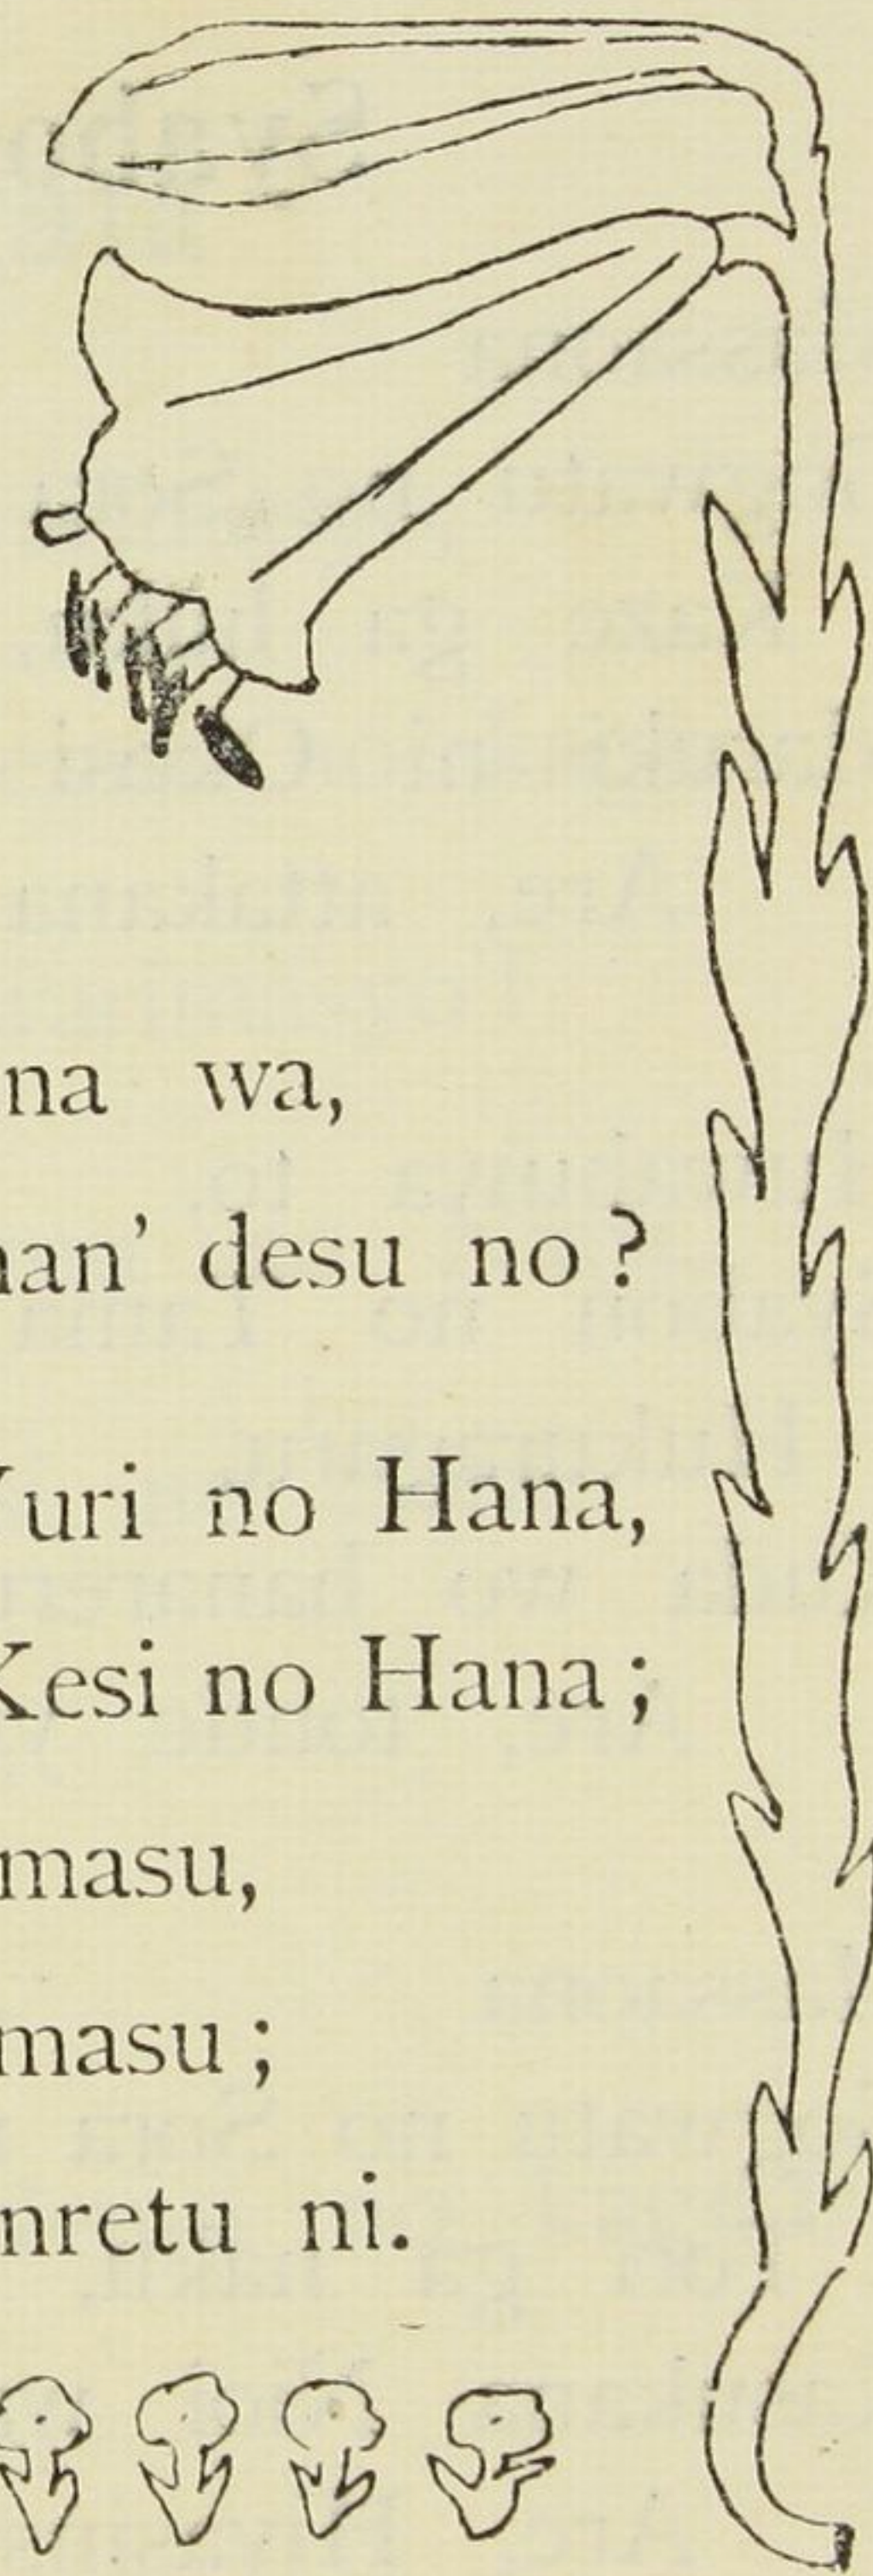 na wa,
an' desu no?
uri no Hana,
Kesi no Hana;
masu,
masu;
nretu ni.